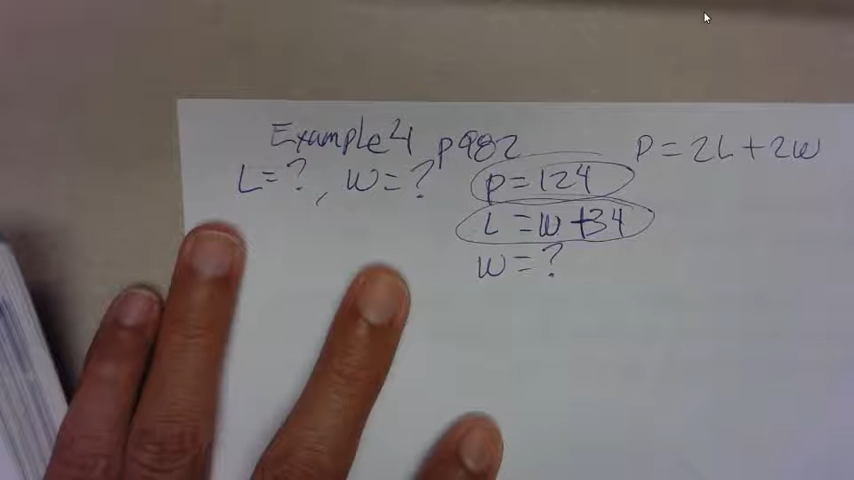 Example 4 p982
P = 2L + 2W
L = ? , W = ?
P = 124
L = W + 34
W = ?